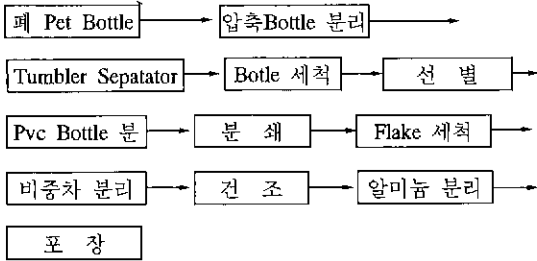 폐 Pet Bottle 압축Bottle 분리
Tumbler Sepatator Botle 세척 선 별
Pvc Bottle 분 분 쇄 Flake 세척
비중차 분리 건 조 알미늄 분리
포 장